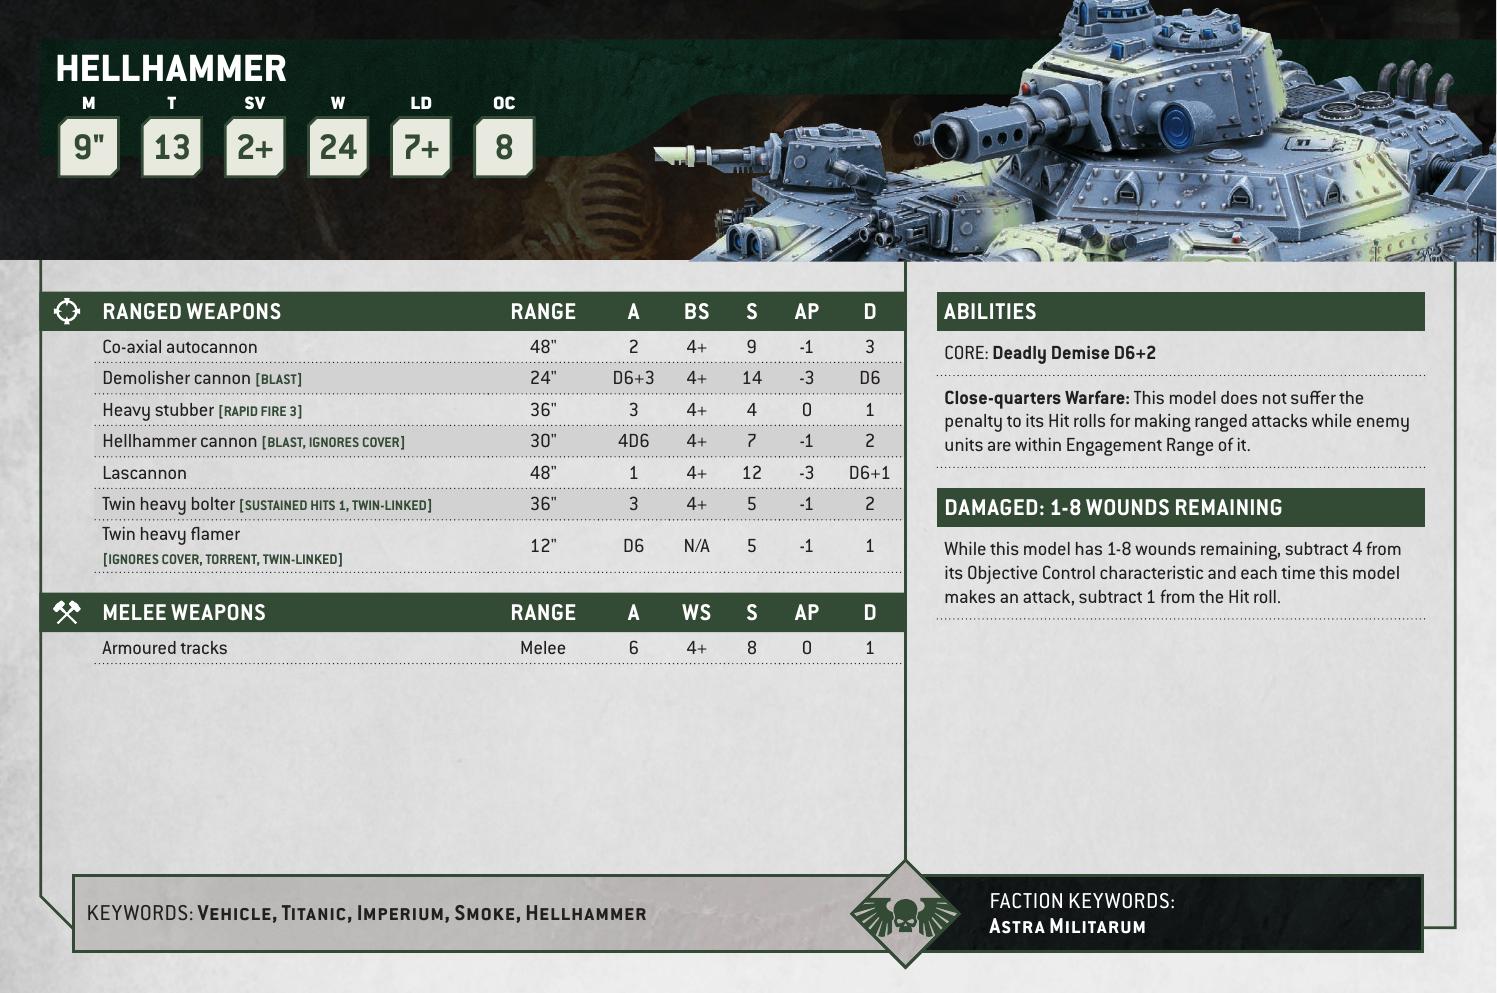 HELLHAMMER
M T SV W LD OC
9" 13 2+ 24 7+ 8
RANGED WEAPONS RANGE A BS S AP D
Co-axial autocannon 48" 2 4+ 9 -1 3
Demolisher cannon [BLAST] 24" D6+3 4+ 14 -3 D6
Heavy stubber [RAPID FIRE 3] 36" 3 4+ 4 0 1
Hellhammer cannon [BLAST, IGNORES COVER] 30" 4D6 4+ 7 -1 2
Lascannon 48" 1 4+ 12 -3 D6+1
Twin heavy bolter [SUSTAINED HITS 1, TWIN-LINKED] 36" 3 4+ 5 -1 2
Twin heavy flamer
[IGNORES COVER, TORRENT, TWIN-LINKED] 12" D6 N/A 5 -1 1
MELEE WEAPONS RANGE A WS S AP D
Armoured tracks Melee 6 4+ 8 0 1
ABILITIES
CORE: Deadly Demise D6+2
Close-quarters Warfare: This model does not suffer the
penalty to its Hit rolls for making ranged attacks while enemy
units are within Engagement Range of it.
DAMAGED: 1-8 WOUNDS REMAINING
While this model has 1-8 wounds remaining, subtract 4 from
its Objective Control characteristic and each time this model
makes an attack, subtract 1 from the Hit roll.
KEYWORDS: VEHICLE, TITANIC, IMPERIUM, SMOKE, HELLHAMMER
FACTION KEYWORDS:
ASTRA MILITARUM